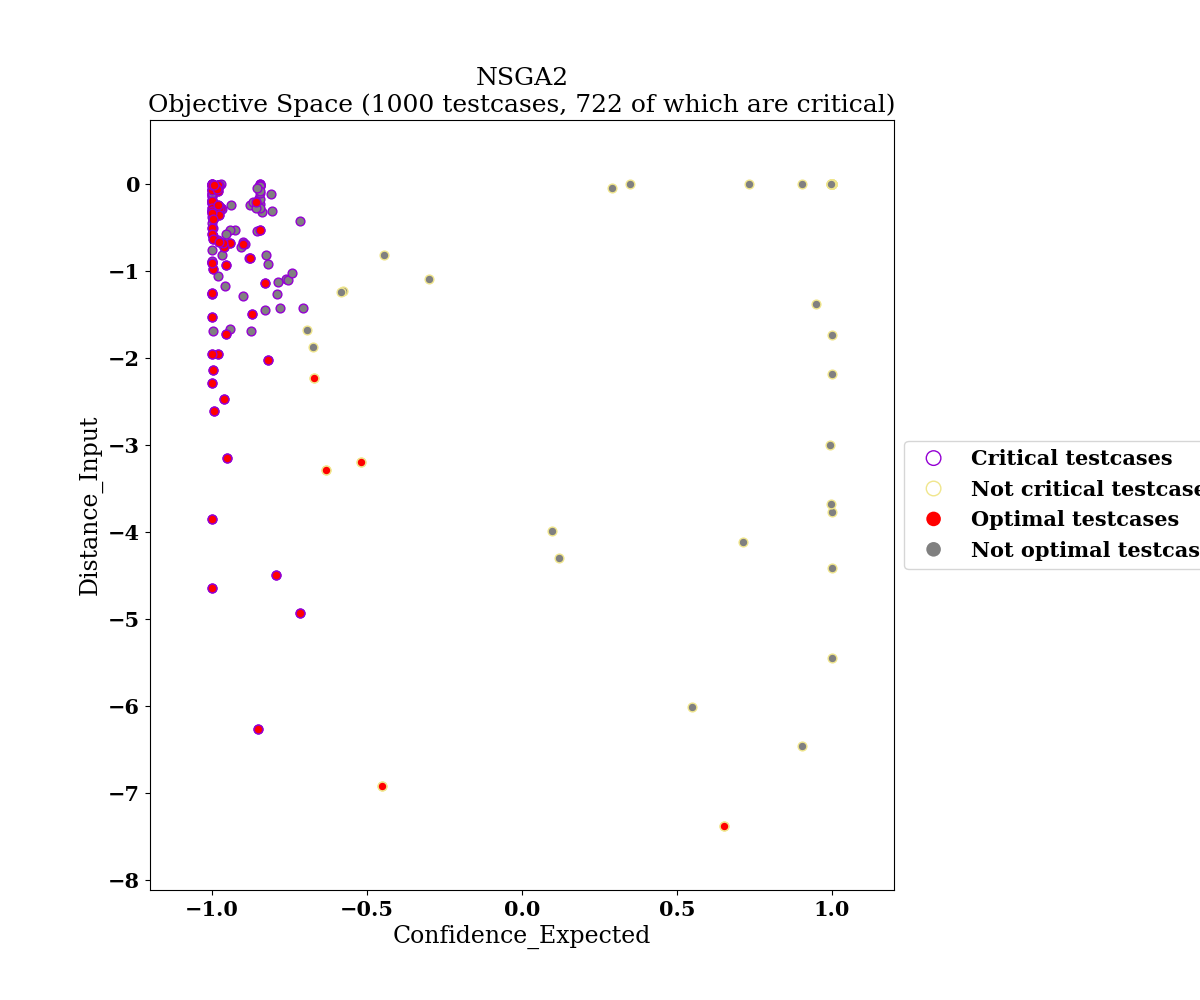 NSGA2
Objective Space (1000 testcases, 722 of which are critical)
0
−1
−2
−3
−4
−5
−6
−7
−8
Distance_Input
−1.0
−0.5
0.0
0.5
1.0
Confidence_Expected
Critical testcases
Not critical testcase
Optimal testcases
Not optimal testcas